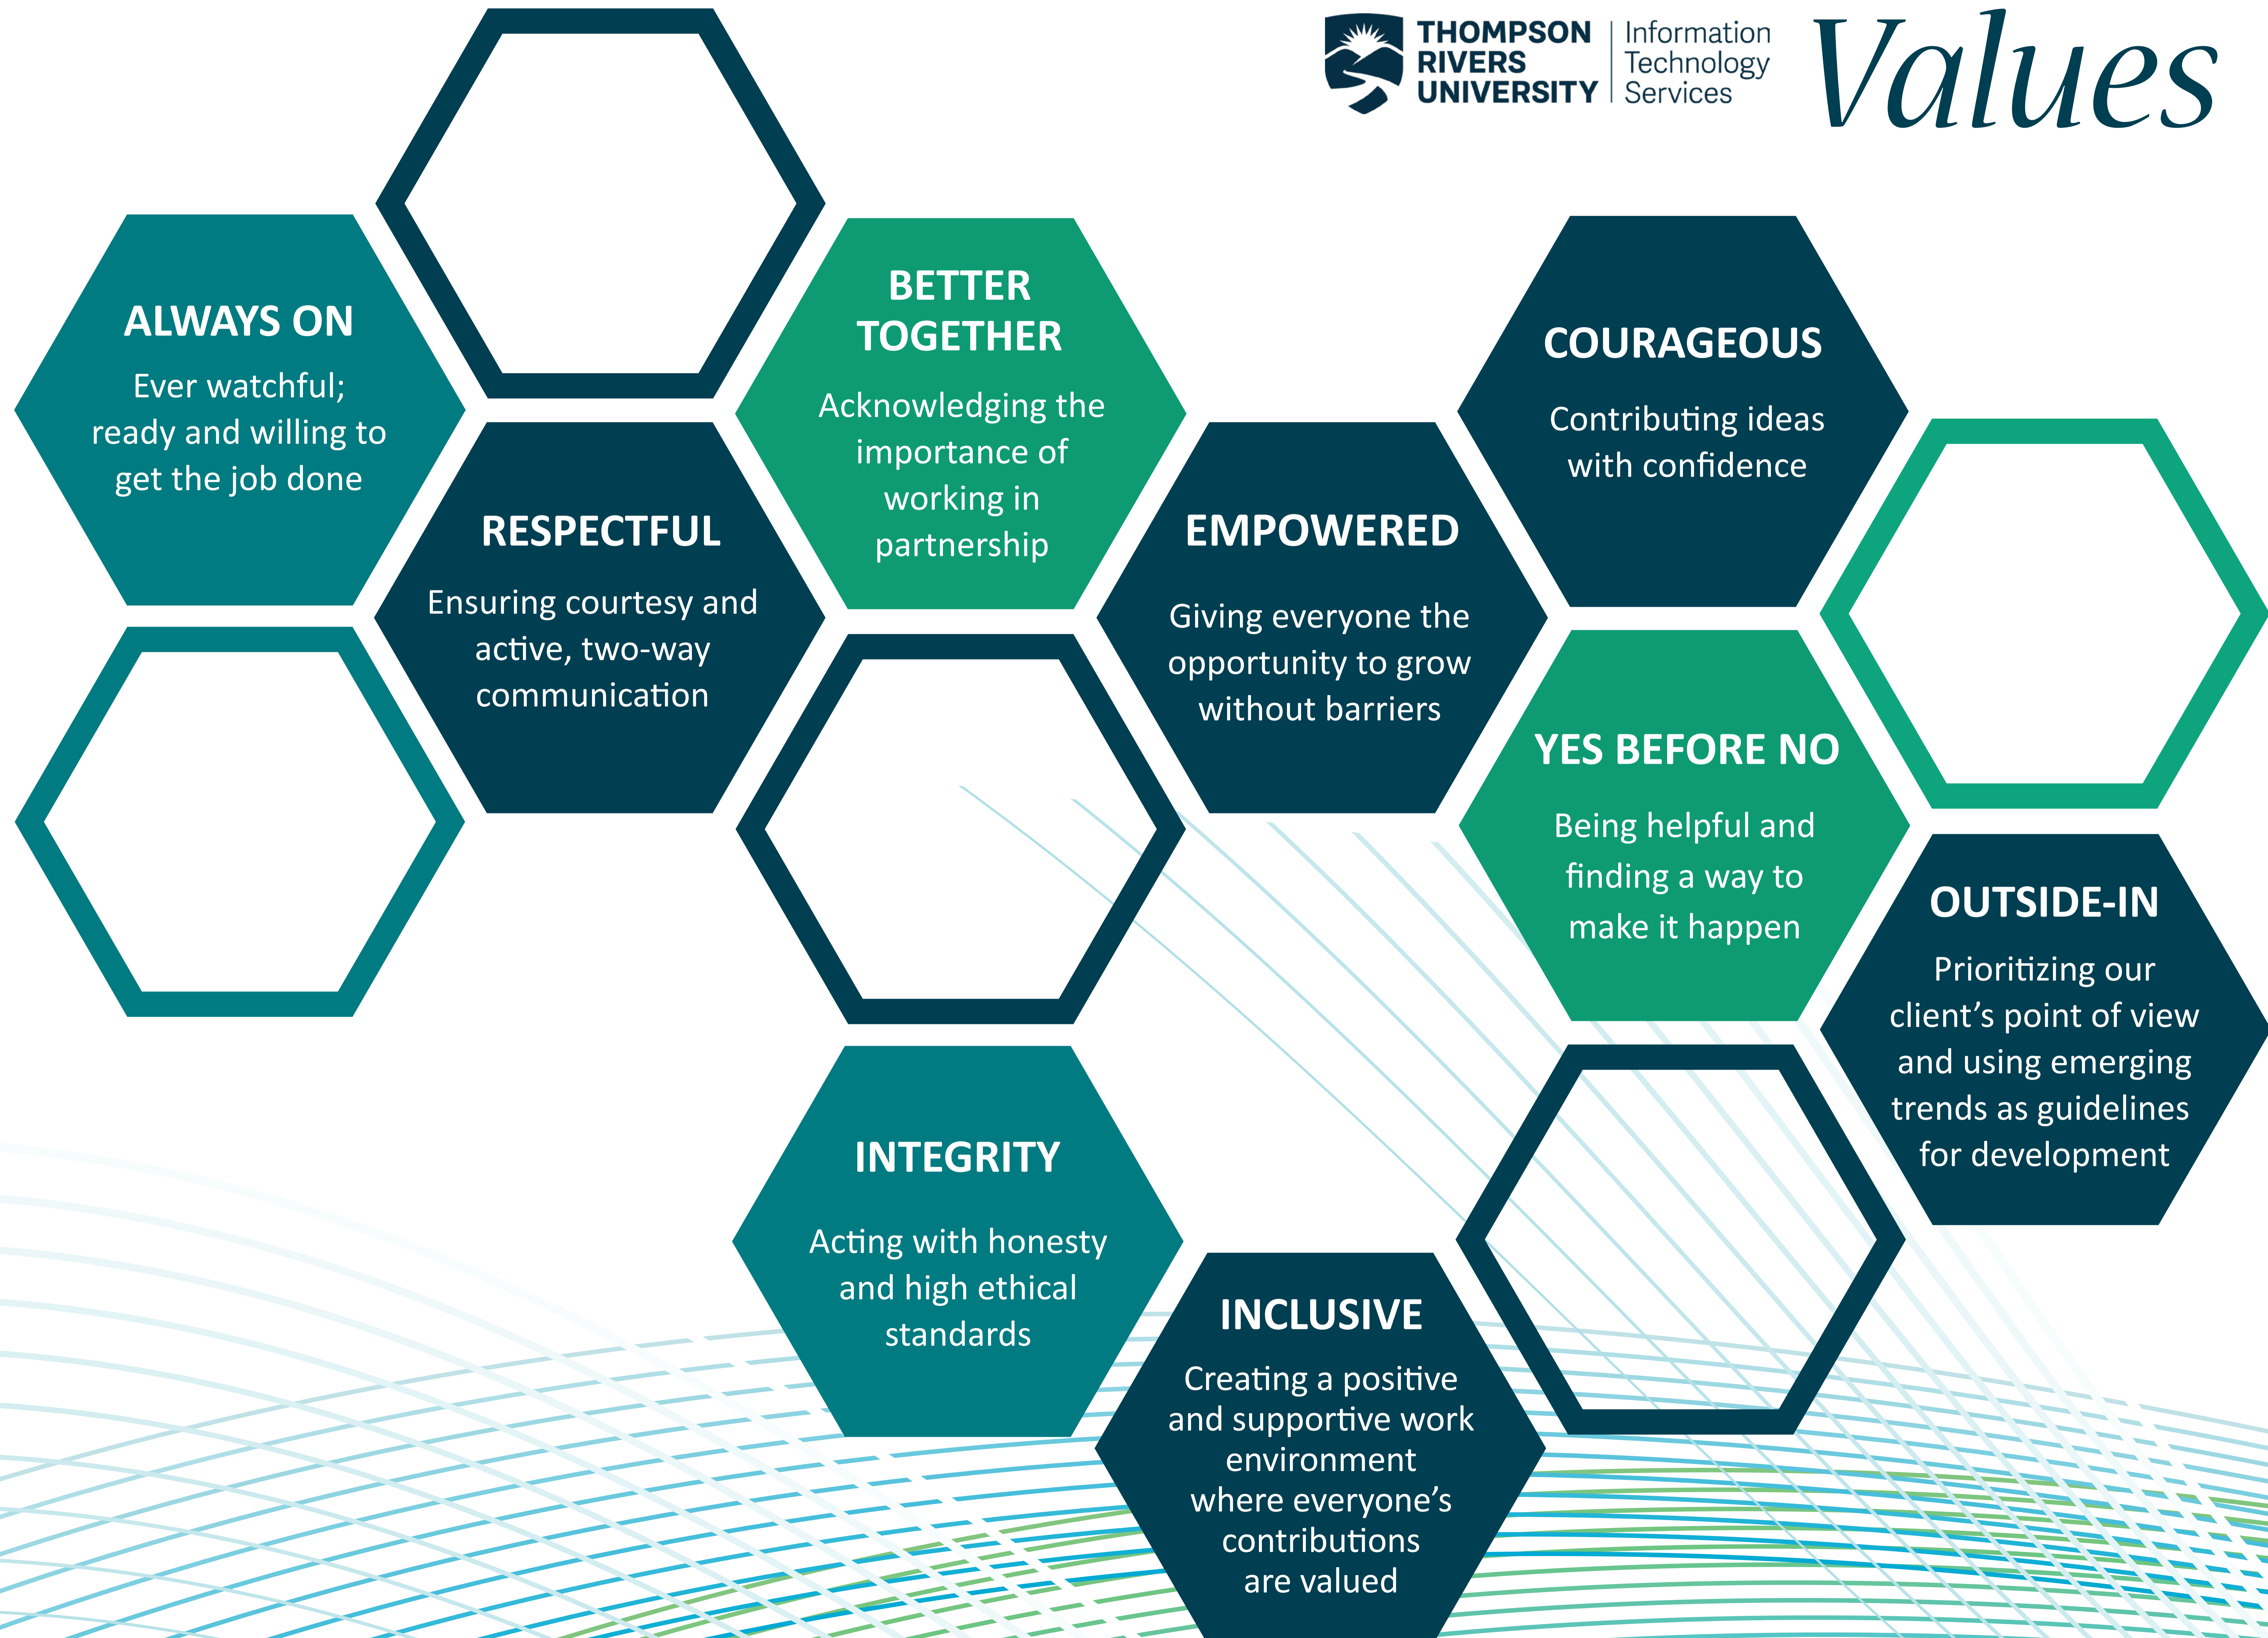 THOMPSON
RIVERS
UNIVERSITY
Information
Technology
Services
Values
ALWAYS ON
Ever watchful;
ready and willing to
get the job done
RESPECTFUL
Ensuring courtesy and
active, two-way
communication
BETTER
TOGETHER
Acknowledging the
importance of
working in
partnership
EMPOWERED
Giving everyone the
opportunity to grow
without barriers
COURAGEOUS
Contributing ideas
with confidence
YES BEFORE NO
Being helpful and
finding a way to
make it happen
OUTSIDE-IN
Prioritizing our
client’s point of view
and using emerging
trends as guidelines
for development
INTEGRITY
Acting with honesty
and high ethical
standards
INCLUSIVE
Creating a positive
and supportive work
environment
where everyone’s
contributions
are valued